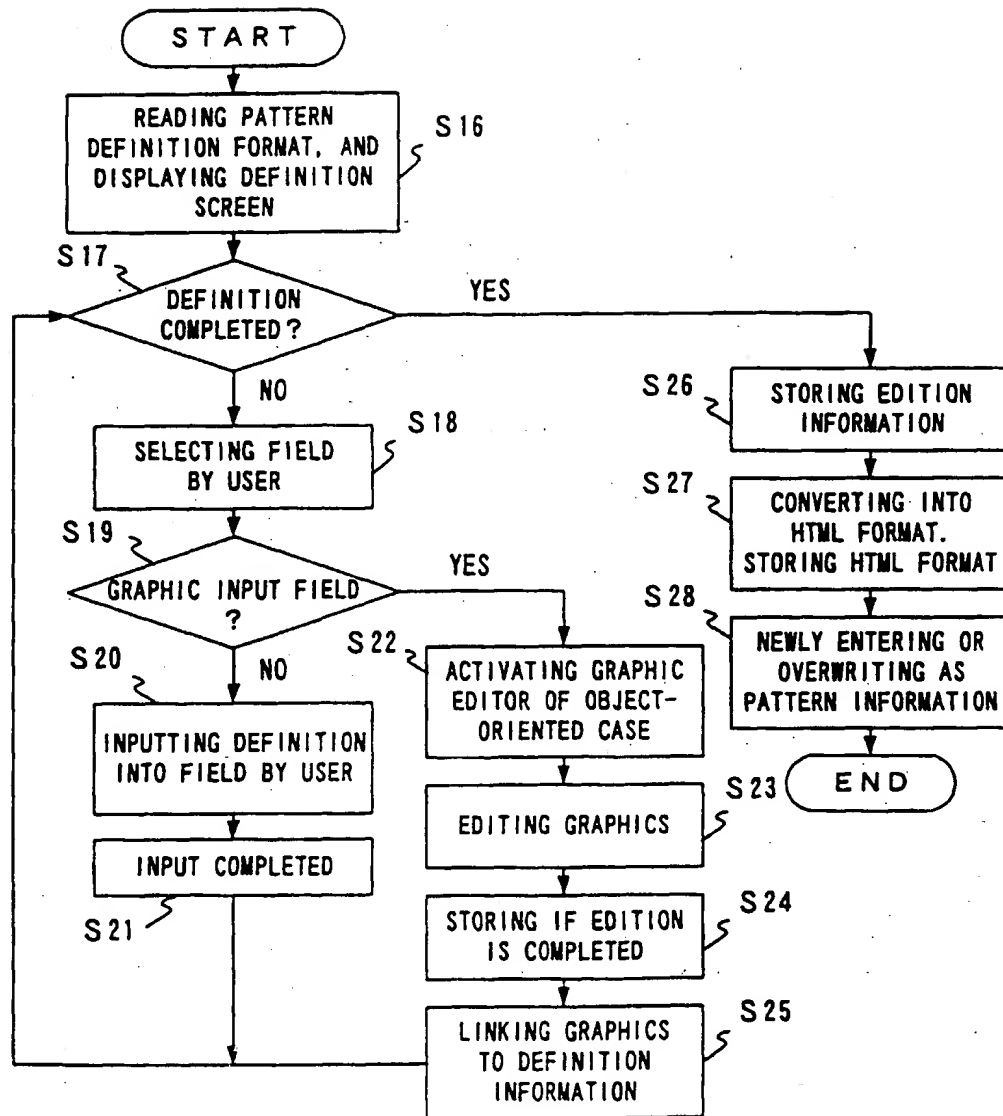 START
READING PATTERN
DEFINITION FORMAT, AND
DISPLAYING DEFINITION
SCREEN
S16
S17
DEFINITION
COMPLETED?
YES
NO
SELECTING FIELD
BY USER
S18
S19
GRAPHIC INPUT FIELD
?
YES
NO
S20
INPUTTING DEFINITION
INTO FIELD BY USER
INPUT COMPLETED
S21
S22
ACTIVATING GRAPHIC
EDITOR OF OBJECT-
ORIENTED CASE
S23
EDITING GRAPHICS
S24
STORING IF EDITION
IS COMPLETED
S25
LINKING GRAPHICS
TO DEFINITION
INFORMATION
S26
STORING EDITION
INFORMATION
S27
CONVERTING INTO
HTML FORMAT.
STORING HTML FORMAT
S28
NEWLY ENTERING OR
OVERWRITING AS
PATTERN INFORMATION
END